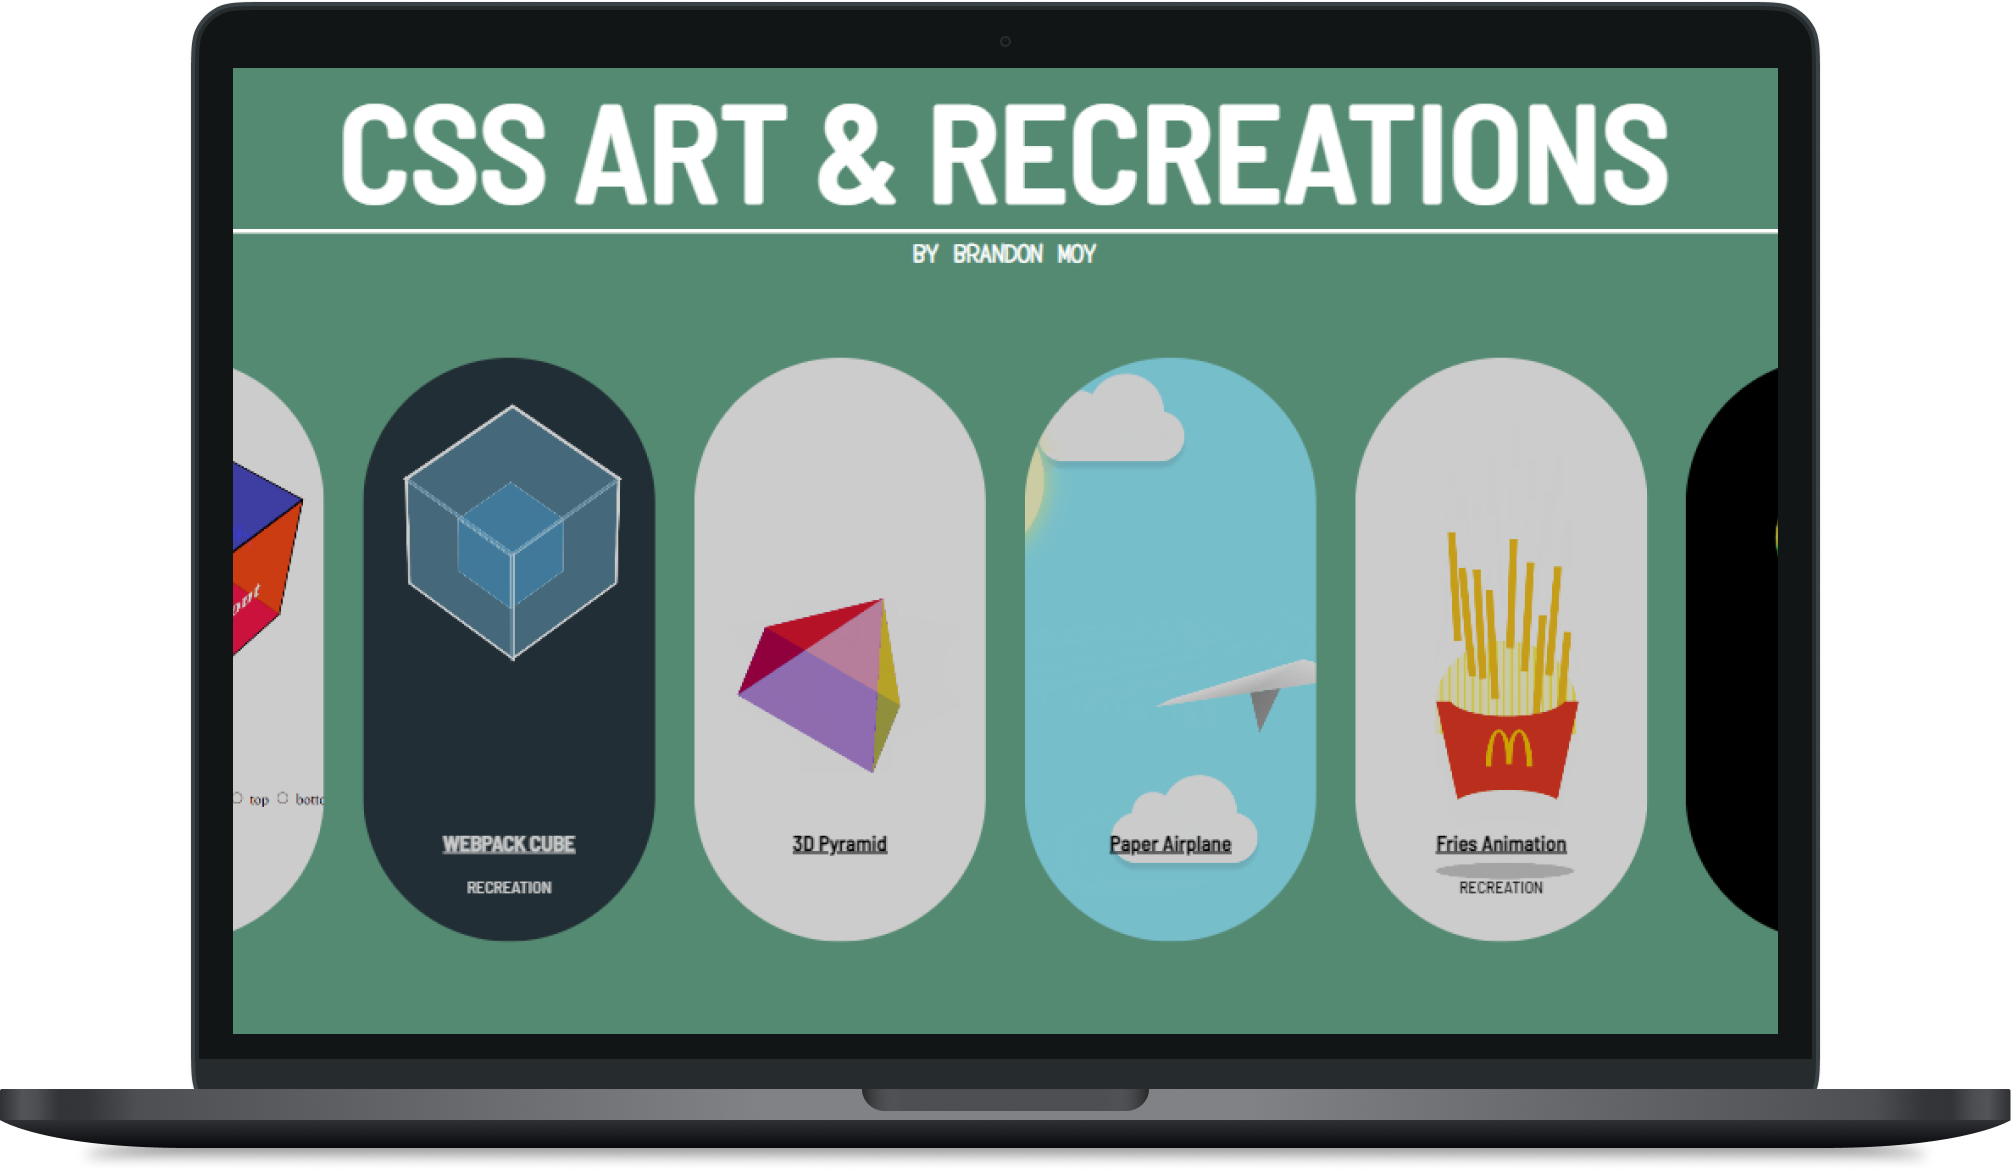 CSS ART & RECREATIONS
BY BRANDON MOY
top
WEBPACK CUBE
RECREATION
3D Pyramid
Paper Airplane
Fries Animation
RECREATION